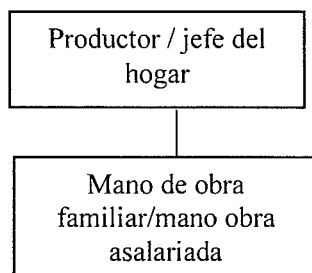 Productor / jefe del
hogar
Mano de obra
familiar/mano obra
asalariada